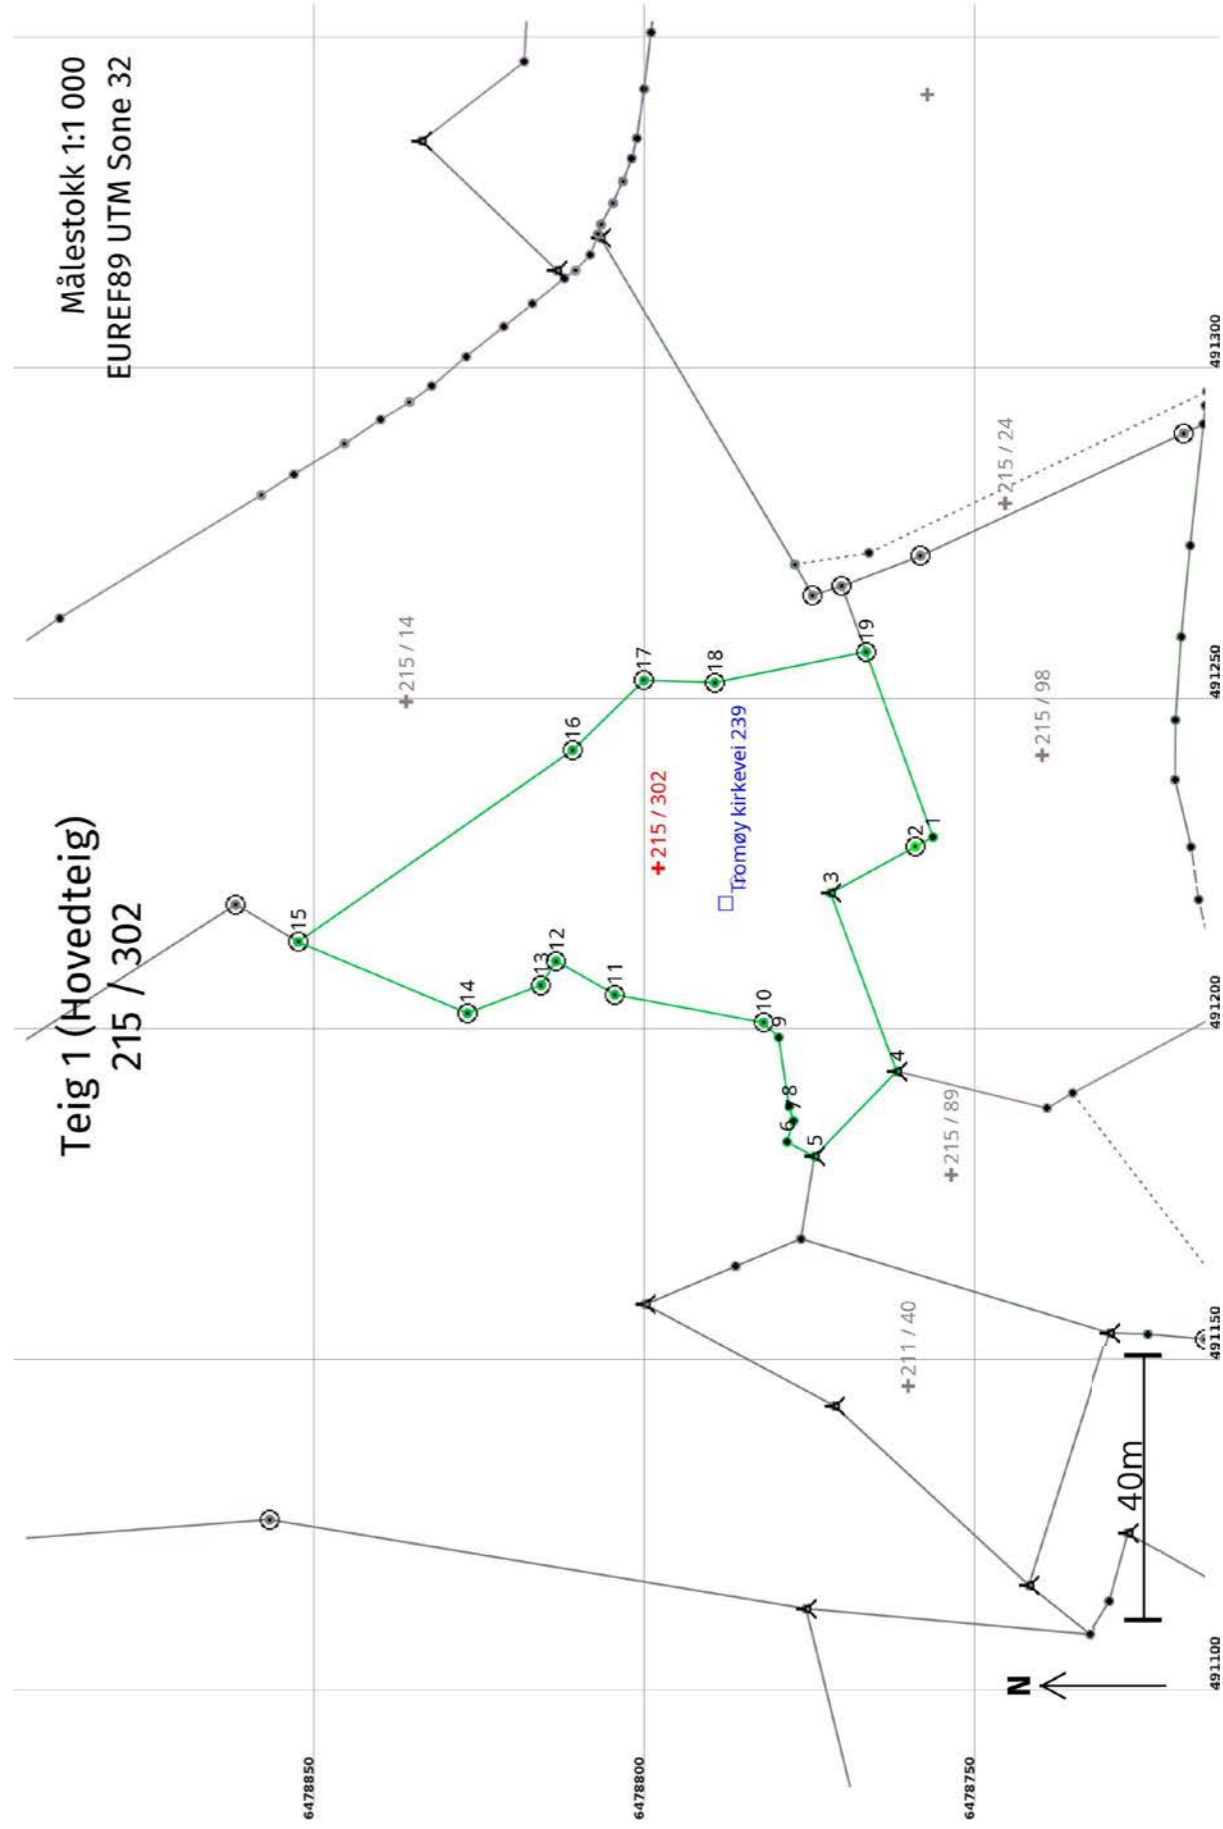 Teig 1 (Hovedteig)
215 / 302
Målestokk 1:1 000
EUREF89 UTM Sone 32
6478850
6478800
6478750
491100
491150
491200
491250
491300
N
40m
+215 / 14
+215 / 302
Tromøy kirkevei 239
+215 / 24
+215 / 98
+215 / 89
+211 / 40
1
2
3
4
5
6
7
8
9
10
11
12
13
14
15
16
17
18
19